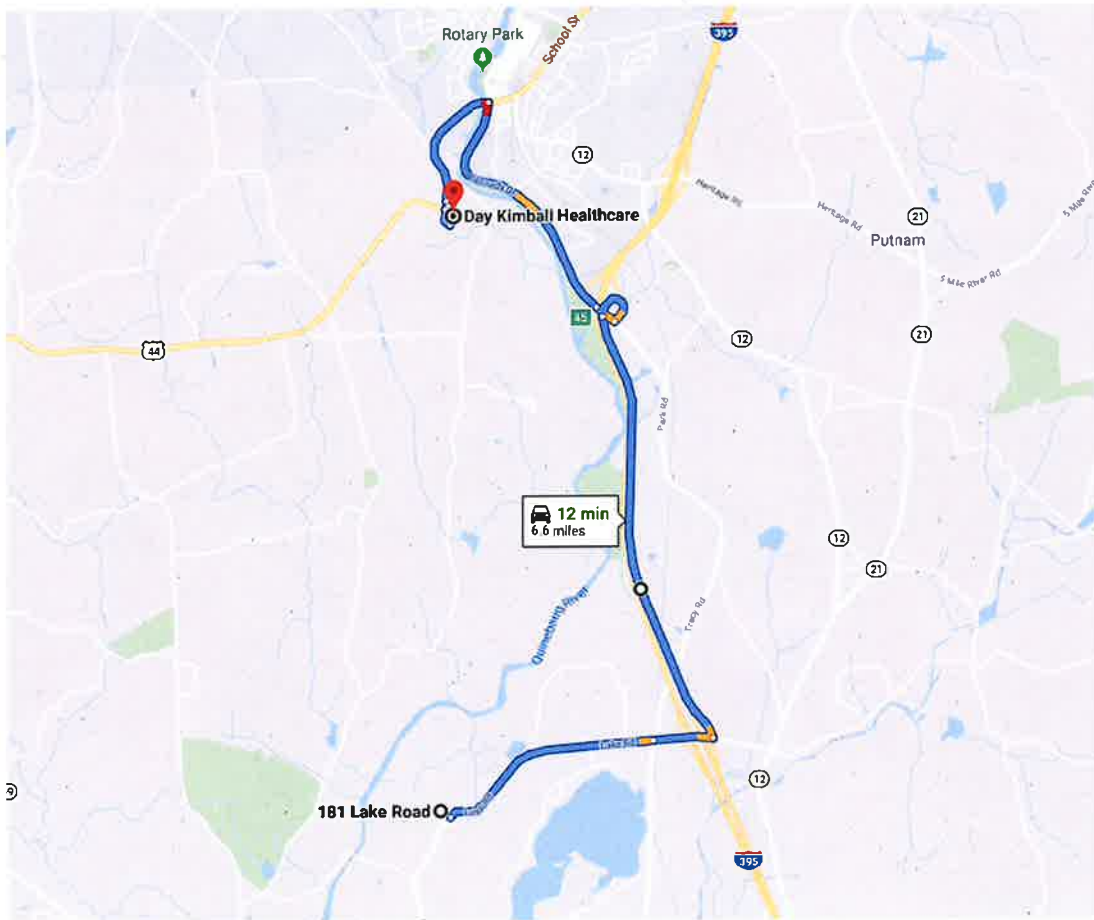 Rotary Park
School St
395
12
Heritage Rd
Heritage Rd
21
S Mile River Rd
Putnam
Day Kimball Healthcare
45
44
12
21
Park Rd
12 min
6.6 miles
12
21
Quinebaug River
Tracy Rd
12
181 Lake Road
395